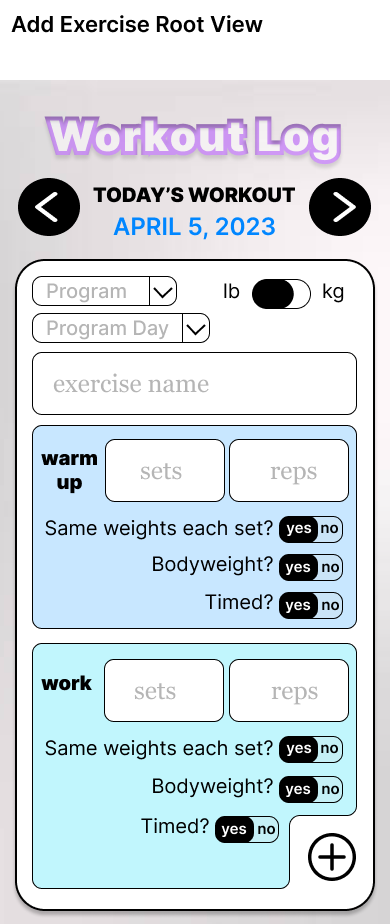 Add Exercise Root View
Workout Log
TODAY'S WORKOUT
APRIL 5, 2023
Program
lb kg
Program Day
exercise name
warm up
sets reps
Same weights each set? yes no
Bodyweight? yes no
Timed? yes no
work
sets reps
Same weights each set? yes no
Bodyweight? yes no
Timed? yes no